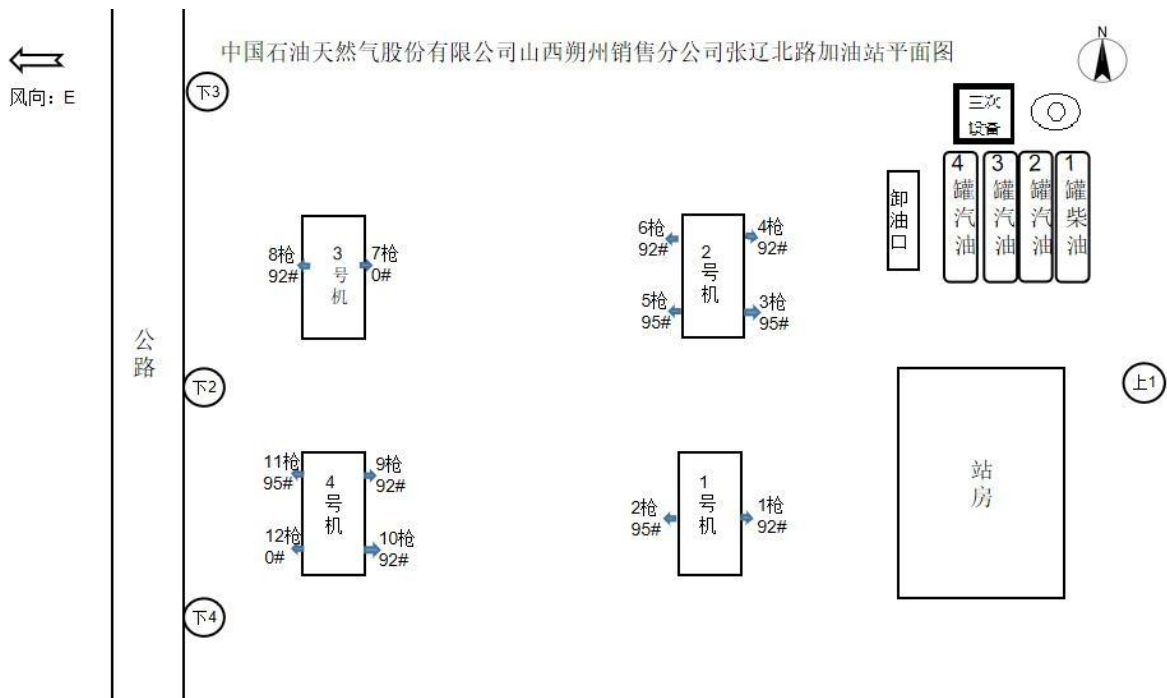 中国石油天然气股份有限公司山西朔州销售分公司张辽北路加油站平面图
N
风向：E
下3
三次
设备
4
罐
汽
油
3
罐
汽
油
2
罐
汽
油
1
罐
柴
油
卸
油
口
8枪
92#
3
号
机
7枪
0#
6枪
92#
5枪
95#
2
号
机
4枪
92#
3枪
95#
公
路
下2
上1
11枪
95#
12枪
0#
4
号
机
9枪
92#
10枪
92#
2枪
95#
1
号
机
1枪
92#
站
房
下4